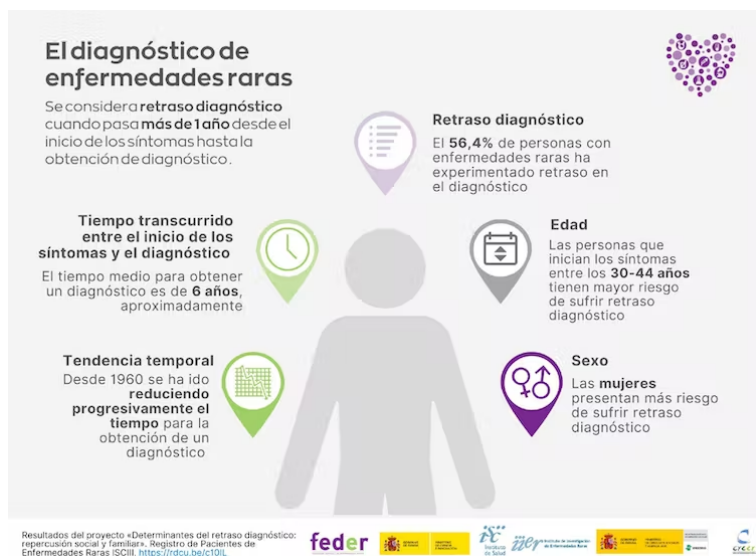 El diagnóstico de
enfermedades raras
Se considera retraso diagnóstico
cuando pasa más de 1 año desde el
inicio de los síntomas hasta la
obtención de diagnóstico.
Retraso diagnóstico
El 56,4% de personas con
enfermedades raras ha
experimentado retraso en
el diagnóstico
Tiempo transcurrido
entre el inicio de los
síntomas y el diagnóstico
El tiempo medio para obtener
un diagnóstico es de 6 años,
aproximadamente
Edad
Las personas que
inician los síntomas
entre los 30-44 años
tienen mayor riesgo
de sufrir retraso
diagnóstico
Tendencia temporal
Desde 1960 se ha ido
reduciendo
progresivamente el
tiempo para la
obtención de un
diagnóstico
Sexo
Las mujeres
presentan más riesgo
de sufrir retraso
diagnóstico
Resultados del proyecto «Determinantes del retraso diagnóstico:
repercusión social y familiar». Registro de Pacientes de
Enfermedades Raras ISCIII. https://rdcu.be/c10IL
feder
Instituto
de Salud
iier